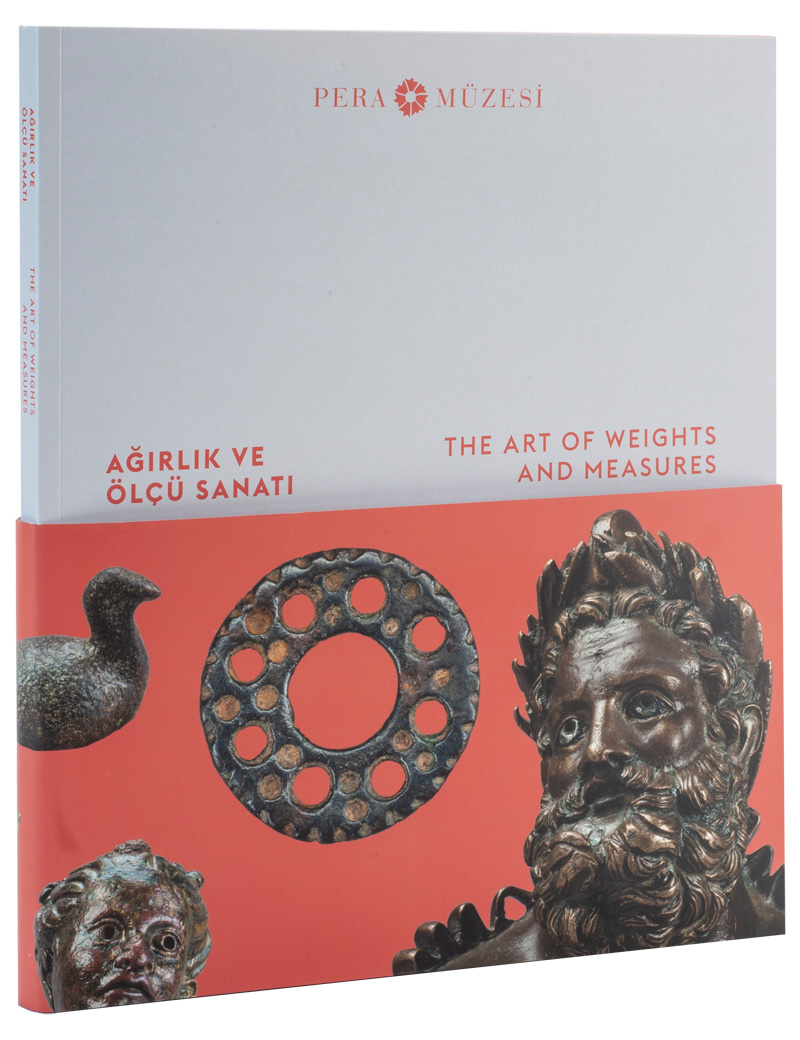 PERA MÜZESİ
AĞIRLIK VE
ÖLÇÜ SANATI
THE ART OF WEIGHTS
AND MEASURES
AĞIRLIK VE
ÖLÇÜ SANATI
THE ART OF WEIGHTS
AND MEASURES